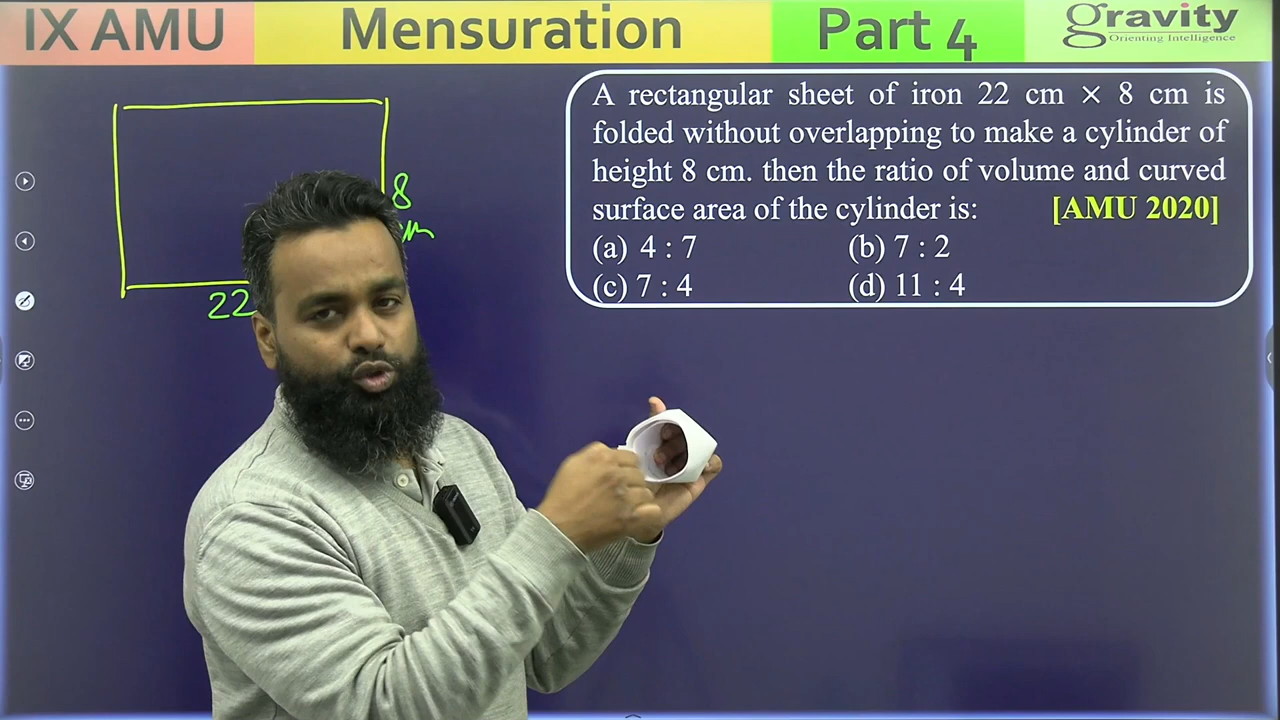 IX AMU
Mensuration
Part 4
gravity
Orienting Intelligence
A rectangular sheet of iron 22 cm × 8 cm is
folded without overlapping to make a cylinder of
height 8 cm. then the ratio of volume and curved
surface area of the cylinder is: [AMU 2020]
(a) 4 : 7 (b) 7 : 2
(c) 7 : 4 (d) 11 : 4
8
22